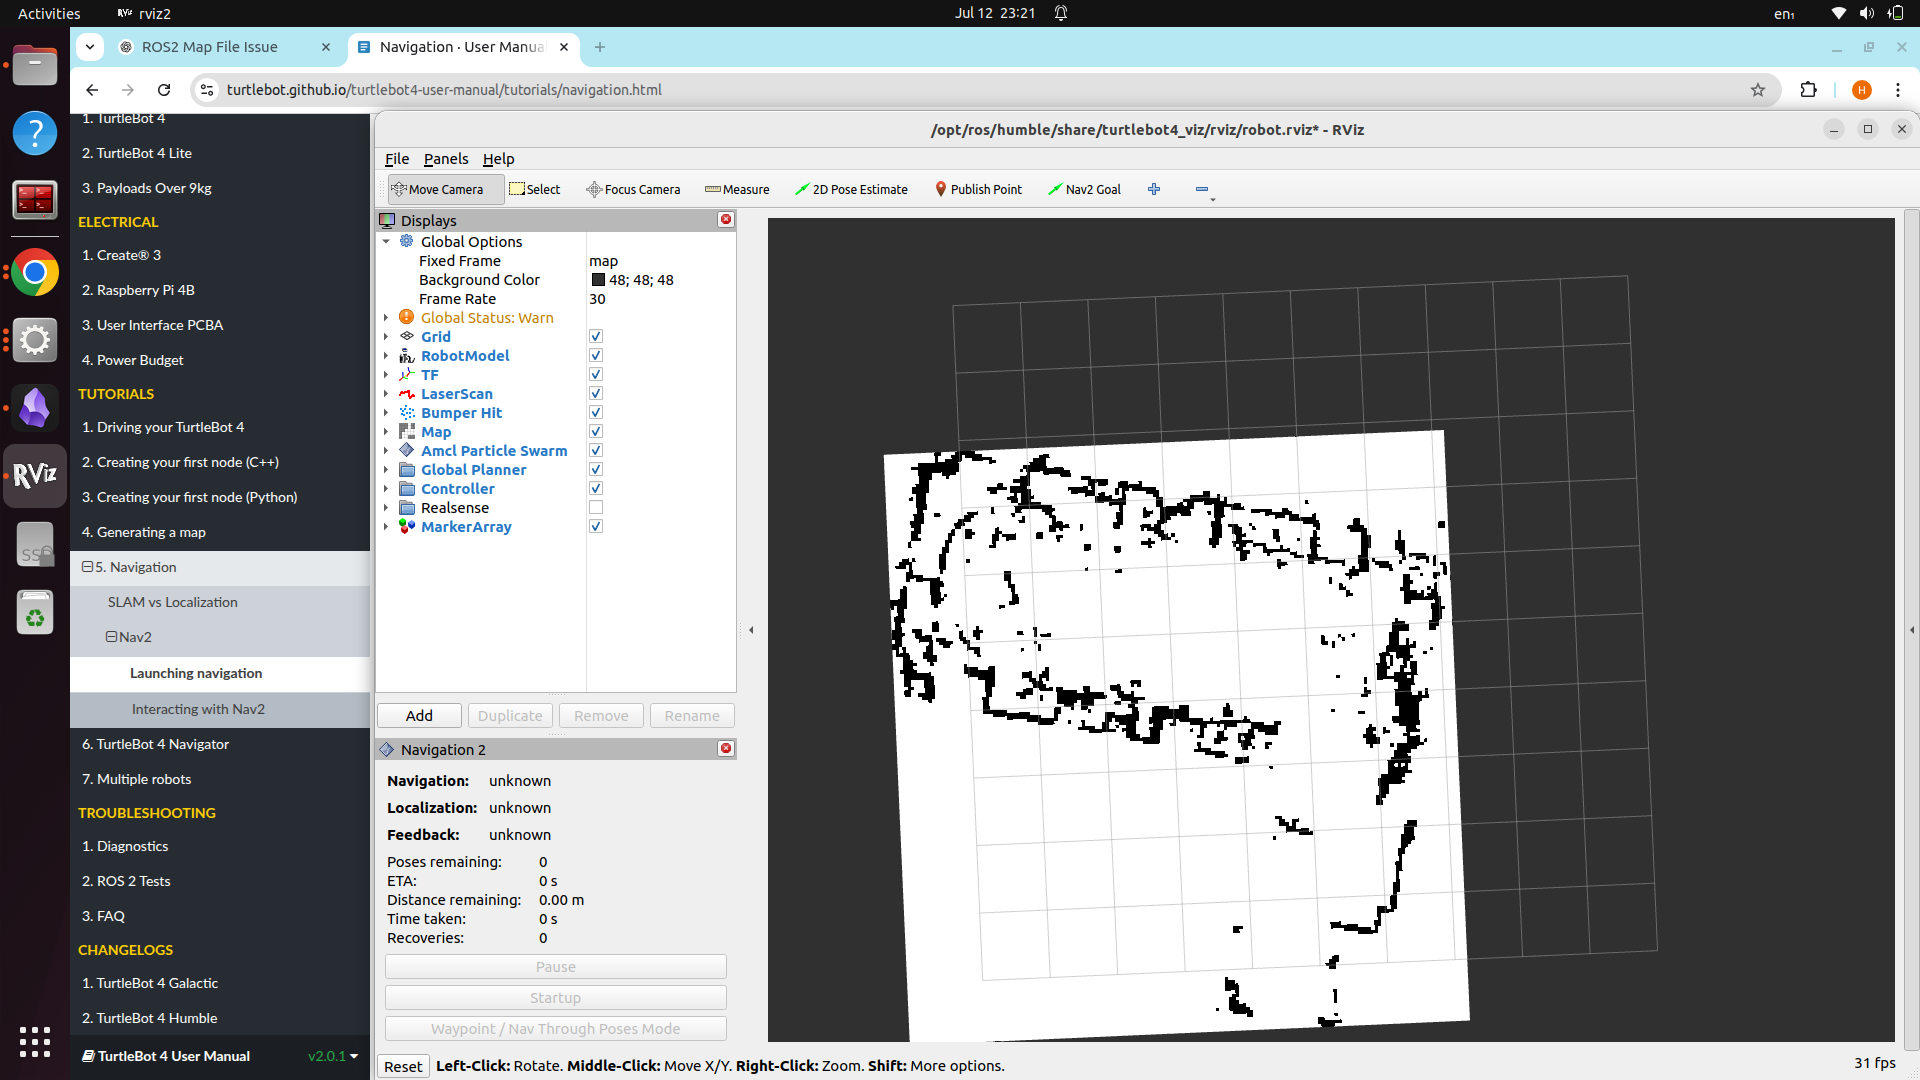 Activities
rviz2
Jul 12 23:21
en₁
ROS2 Map File Issue
Navigation · User Manua
turtlebot.github.io/turtlebot4-user-manual/tutorials/navigation.html
H
1. TurtleBot 4
2. TurtleBot 4 Lite
3. Payloads Over 9kg
ELECTRICAL
1. Create® 3
2. Raspberry Pi 4B
3. User Interface PCBA
4. Power Budget
TUTORIALS
1. Driving your TurtleBot 4
2. Creating your first node (C++)
3. Creating your first node (Python)
4. Generating a map
5. Navigation
SLAM vs Localization
Nav2
Launching navigation
Interacting with Nav2
6. TurtleBot 4 Navigator
7. Multiple robots
TROUBLESHOOTING
1. Diagnostics
2. ROS 2 Tests
3. FAQ
CHANGELOGS
1. TurtleBot 4 Galactic
2. TurtleBot 4 Humble
TurtleBot 4 User Manual
v2.0.1
RViz
SSD
/opt/ros/humble/share/turtlebot4_viz/rviz/robot.rviz* - RViz
File Panels Help
Move Camera Select Focus Camera Measure 2D Pose Estimate Publish Point Nav2 Goal
Displays
Global Options
Fixed Frame map
Background Color 48; 48; 48
Frame Rate 30
Global Status: Warn
Grid
RobotModel
TF
LaserScan
Bumper Hit
Map
Amcl Particle Swarm
Global Planner
Controller
Realsense
MarkerArray
Add Duplicate Remove Rename
Navigation 2
Navigation: unknown
Localization: unknown
Feedback: unknown
Poses remaining: 0
ETA: 0 s
Distance remaining: 0.00 m
Time taken: 0 s
Recoveries: 0
Pause
Startup
Waypoint / Nav Through Poses Mode
Reset Left-Click: Rotate. Middle-Click: Move X/Y. Right-Click: Zoom. Shift: More options.
31 fps